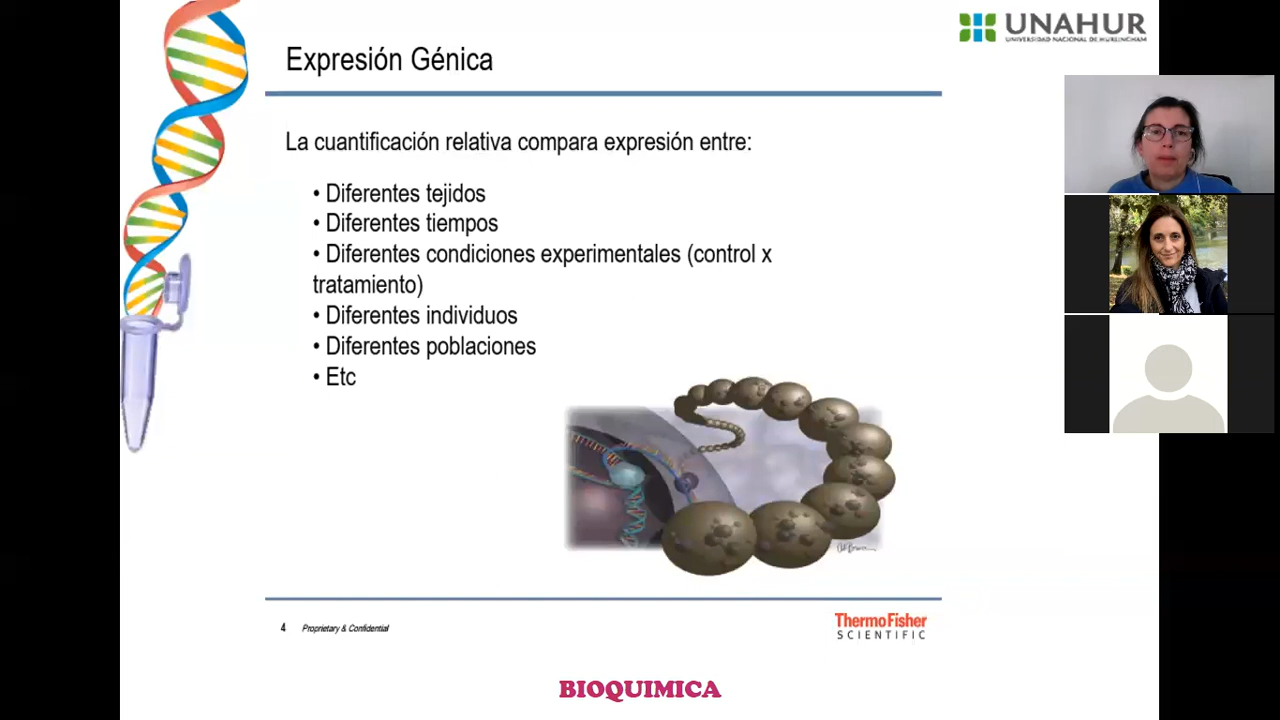 UNAHUR
UNIVERSIDAD NACIONAL DE HURLINGHAM
Expresión Génica
La cuantificación relativa compara expresión entre:
• Diferentes tejidos
• Diferentes tiempos
• Diferentes condiciones experimentales (control x
tratamiento)
• Diferentes individuos
• Diferentes poblaciones
• Etc
4 Proprietary & Confidential
ThermoFisher
SCIENTIFIC
BIOQUIMICA